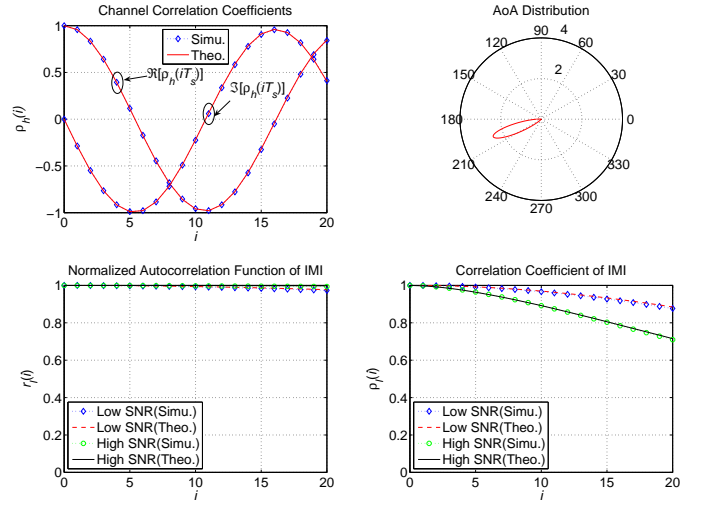 Channel Correlation Coefficients
1
0.5
0
−0.5
−1
ρh(i)
0 5 10 15 20
i
Simu.
Theo.
ℜ[ρh(iTs)]
ℑ[ρh(iTs)]
AoA Distribution
90 4
120 60
2
150 30
180 0
210 330
240 300
270
Normalized Autocorrelation Function of IMI
1
0.8
0.6
0.4
0.2
0
rI(i)
0 5 10 15 20
i
Low SNR(Simu.)
Low SNR(Theo.)
High SNR(Simu.)
High SNR(Theo.)
Correlation Coefficient of IMI
1
0.8
0.6
0.4
0.2
0
ρI(i)
0 5 10 15 20
i
Low SNR(Simu.)
Low SNR(Theo.)
High SNR(Simu.)
High SNR(Theo.)